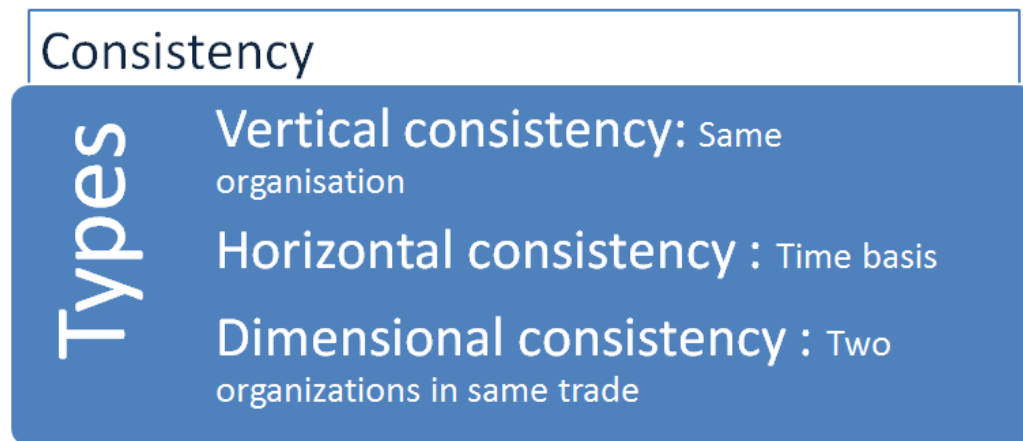 Consistency
Types
Vertical consistency: Same
organisation
Horizontal consistency : Time basis
Dimensional consistency : Two
organizations in same trade